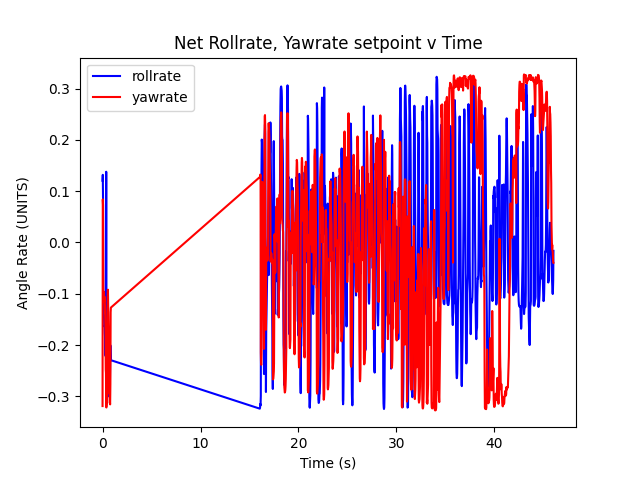 Net Rollrate, Yawrate setpoint v Time
rollrate
yawrate
Angle Rate (UNITS)
0.3
0.2
0.1
0.0
−0.1
−0.2
−0.3
0 10 20 30 40
Time (s)